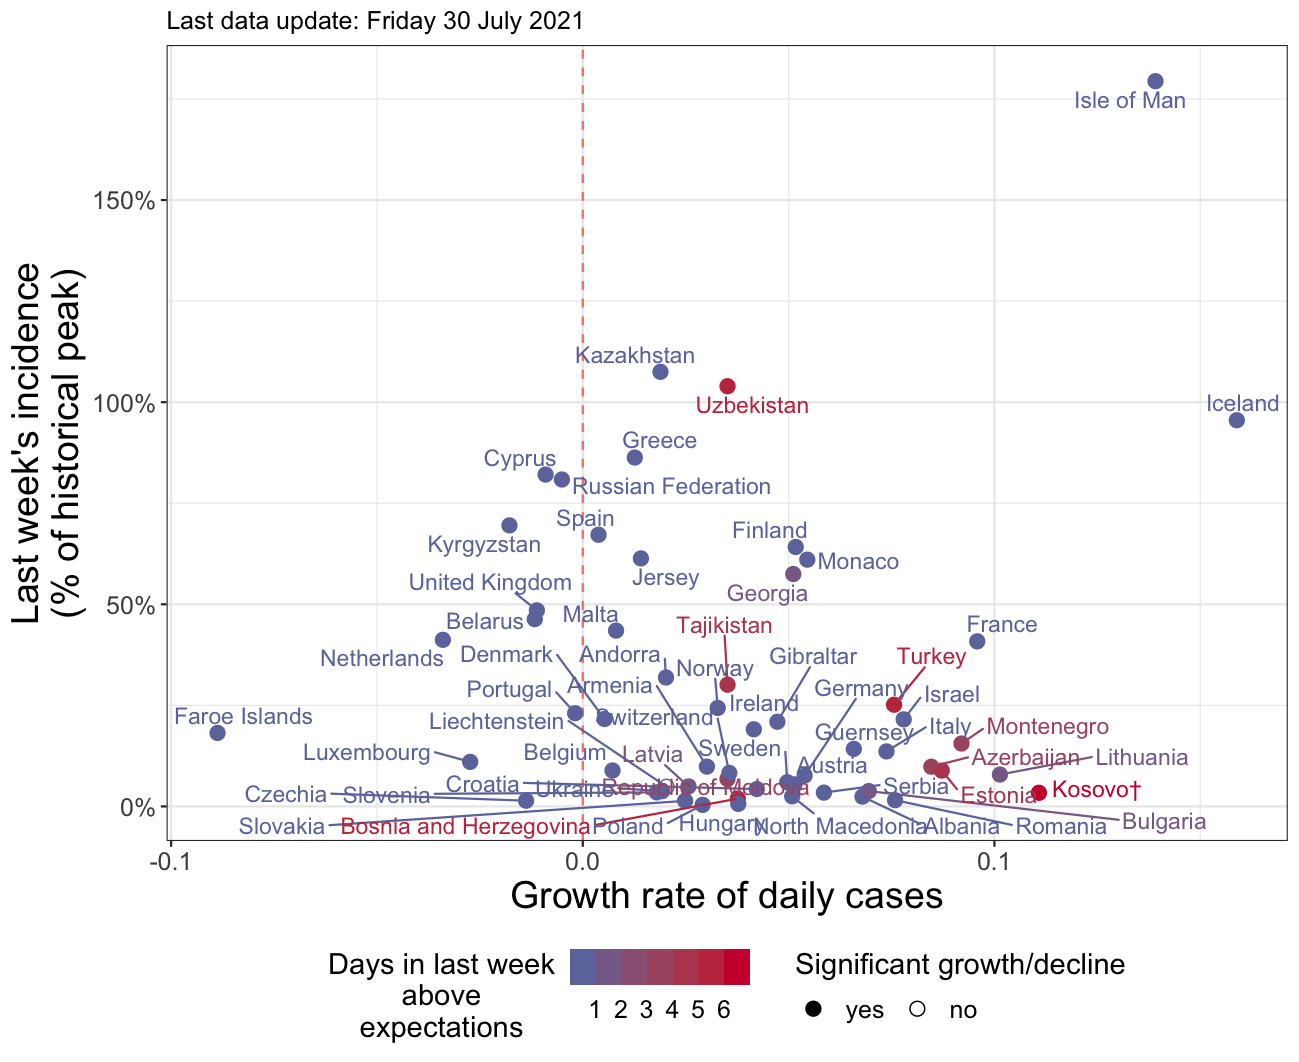 Last data update: Friday 30 July 2021
Isle of Man
150%
Kazakhstan
100%
Uzbekistan
Iceland
Greece
Cyprus
Russian Federation
Spain
Finland
Kyrgyzstan
Monaco
Jersey
United Kingdom
Georgia
50%
Malta
Belarus
Tajikistan
France
Netherlands
Denmark
Andorra
Gibraltar
Turkey
Norway
Portugal
Armenia
Germany
Israel
Ireland
Faroe Islands
Liechtenstein
Switzerland
Guernsey
Italy
Montenegro
Luxembourg
Belgium
Latvia
Sweden
Azerbaijan
Lithuania
Austria
Croatia
Ukraine
Republic of Moldova
Serbia
Kosovo†
Czechia
Slovenia
Estonia
0%
Slovakia
Bosnia and Herzegovina
Poland
Hungary
North Macedonia
Albania
Romania
Bulgaria
-0.1
0.0
0.1
Growth rate of daily cases
Last week's incidence
(% of historical peak)
Days in last week
above
expectations
1 2 3 4 5 6
Significant growth/decline
yes
no